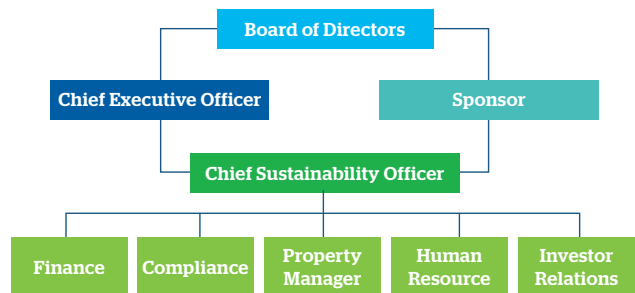 Board of Directors
Chief Executive Officer
Sponsor
Chief Sustainability Officer
Finance
Compliance
Property
Manager
Human
Resource
Investor
Relations